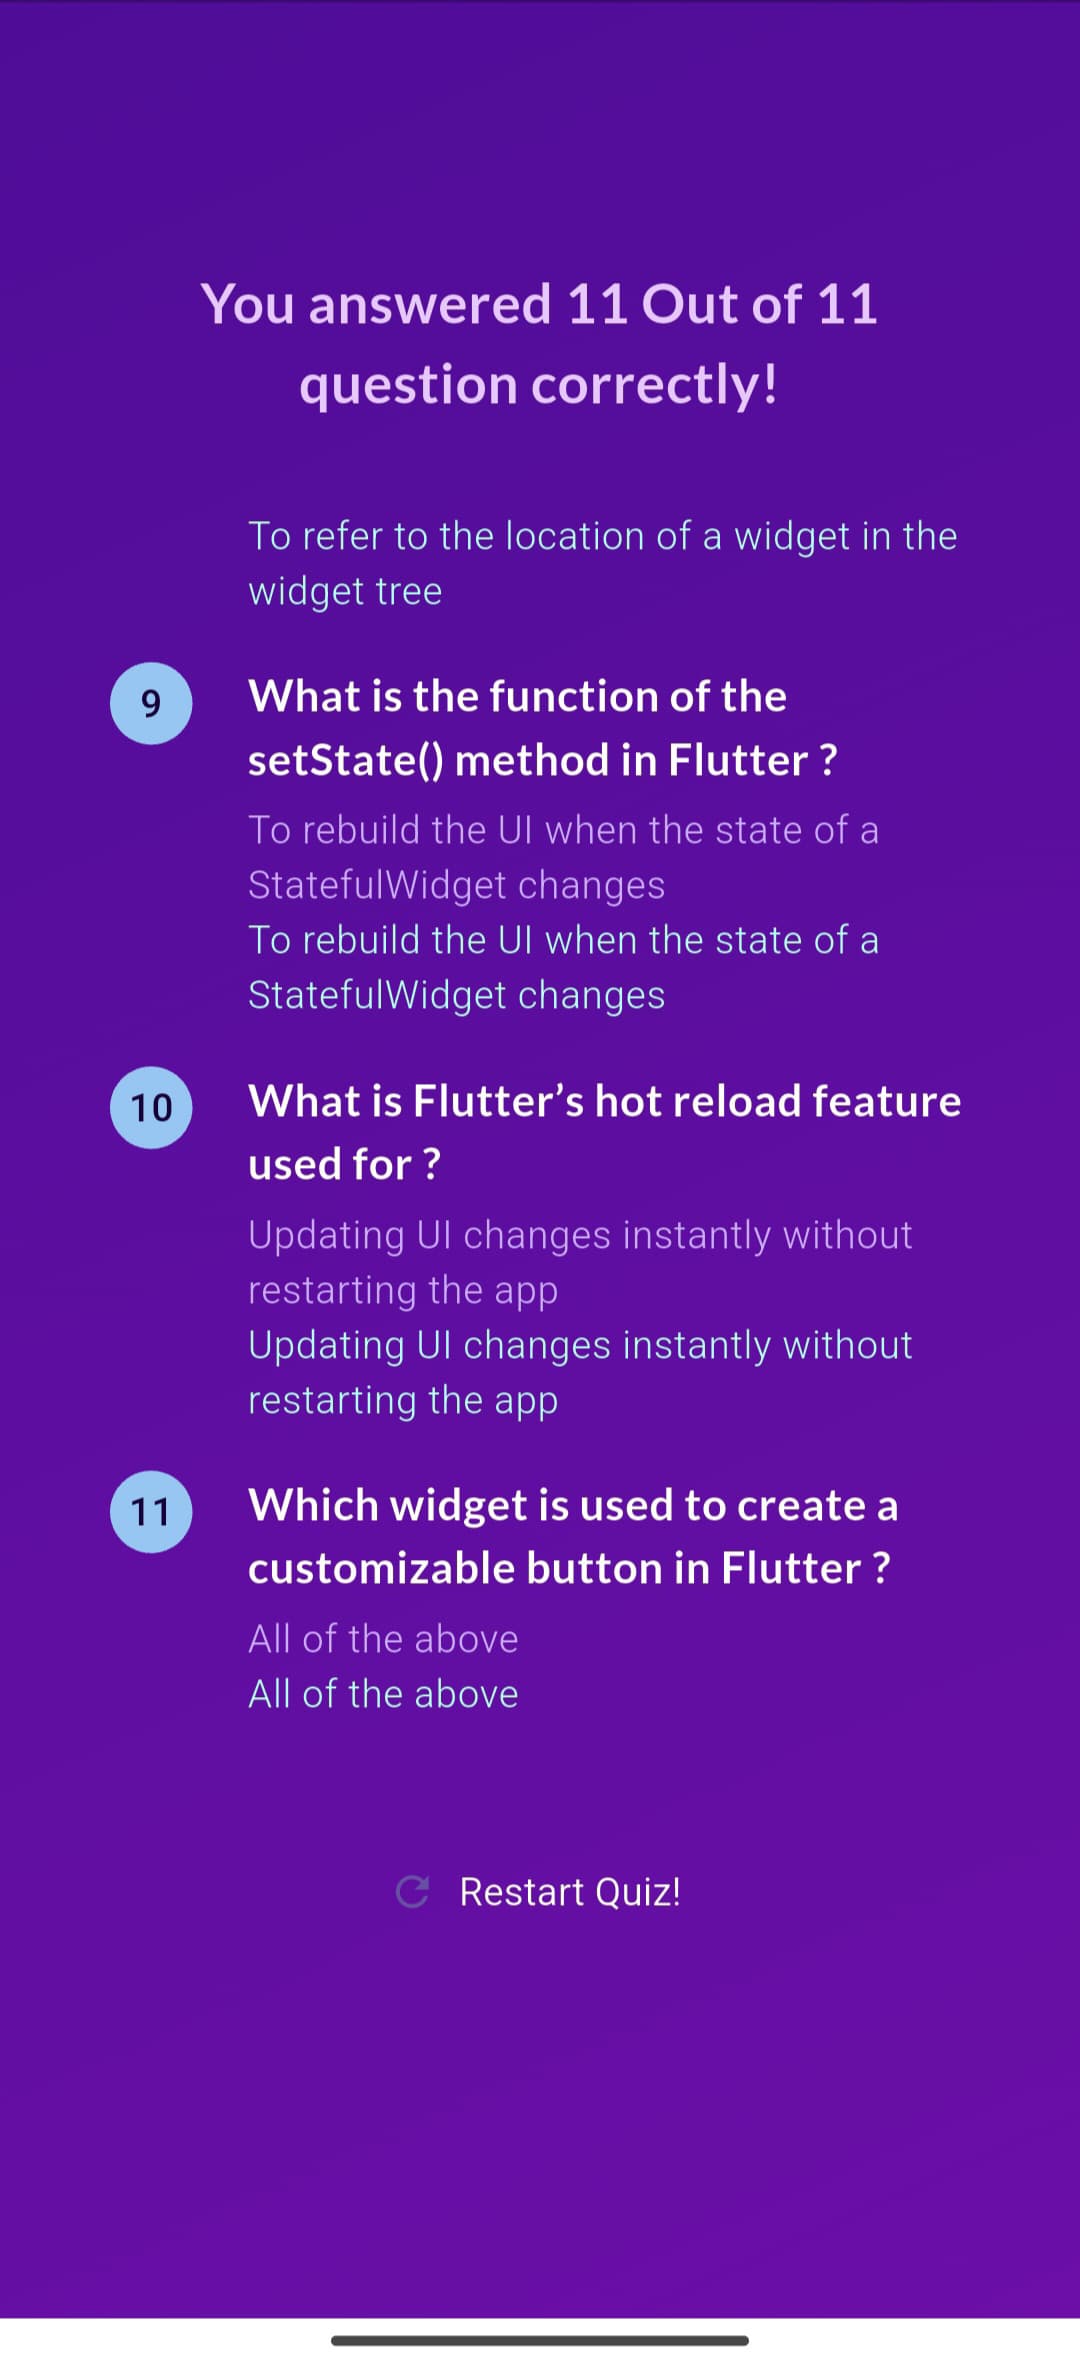 You answered 11 Out of 11
question correctly!
To refer to the location of a widget in the
widget tree
9
What is the function of the
setState() method in Flutter ?
To rebuild the UI when the state of a
StatefulWidget changes
To rebuild the UI when the state of a
StatefulWidget changes
10
What is Flutter’s hot reload feature
used for ?
Updating UI changes instantly without
restarting the app
Updating UI changes instantly without
restarting the app
11
Which widget is used to create a
customizable button in Flutter ?
All of the above
All of the above
Restart Quiz!